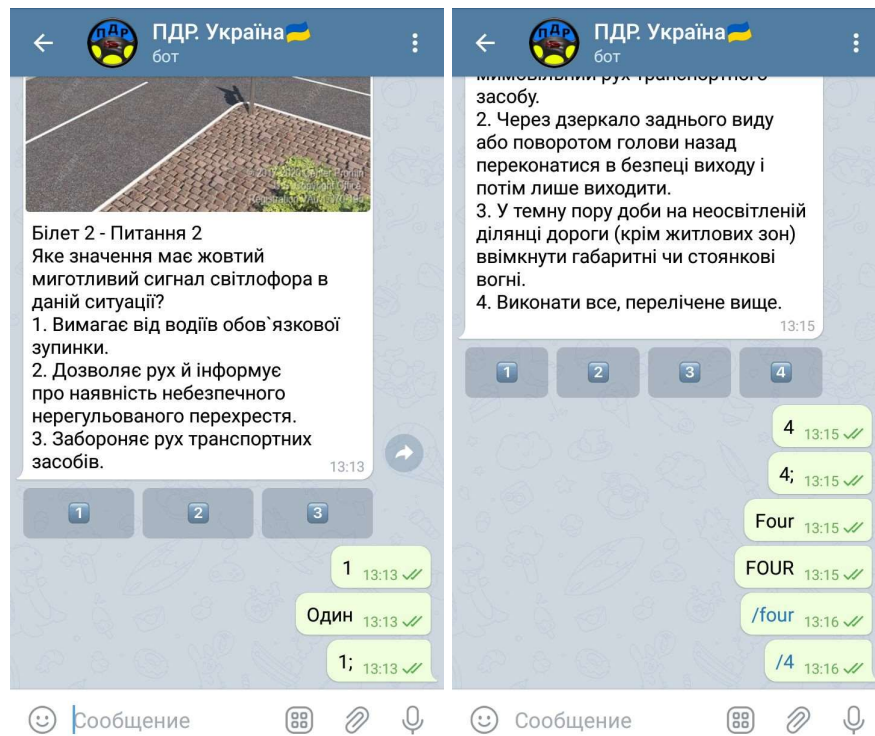 ПДР. Україна
бот
Білет 2 - Питання 2
Яке значення має жовтий
миготливий сигнал світлофора в
даній ситуації?
1. Вимагає від водіїв обов`язкової
зупинки.
2. Дозволяє рух й інформує
про наявність небезпечного
нерегульованого перехрестя.
3. Забороняє рух транспортних
засобів.
13:13
1
2
3
1 13:13
Один 13:13
1; 13:13
Сообщение
ПДР. Україна
бот
засобу.
2. Через дзеркало заднього виду
або поворотом голови назад
переконатися в безпеці виходу і
потім лише виходити.
3. У темну пору доби на неосвітленій
ділянці дороги (крім житлових зон)
ввімкнути габаритні чи стоянкові
вогні.
4. Виконати все, перелічене вище.
13:15
1
2
3
4
4 13:15
4; 13:15
Four 13:15
FOUR 13:15
/four 13:16
/4 13:16
Сообщение